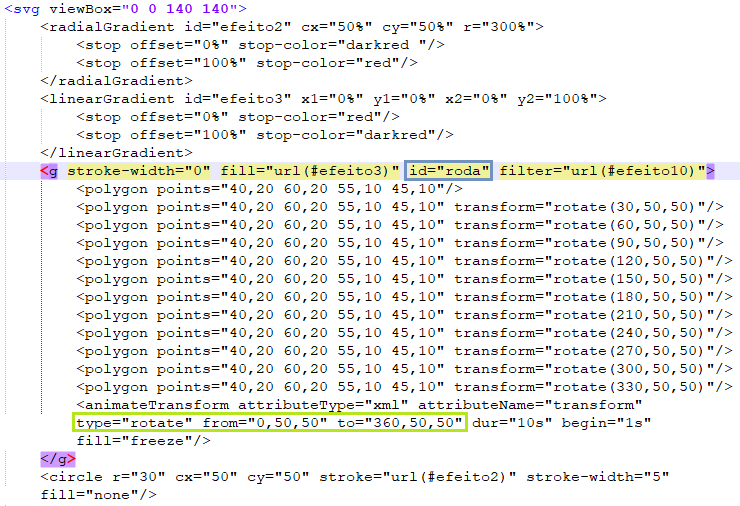 <svg viewBox="0 0 140 140">
<radialGradient id="efeito2" cx="50%" cy="50%" r="300%">
<stop offset="0%" stop-color="darkred "/>
<stop offset="100%" stop-color="red"/>
</radialGradient>
<linearGradient id="efeito3" x1="0%" y1="0%" x2="0%" y2="100%">
<stop offset="0%" stop-color="red"/>
<stop offset="100%" stop-color="darkred"/>
</linearGradient>
<g stroke-width="0" fill="url(#efeito3)" id="roda" filter="url(#efeito10)">
<polygon points="40,20 60,20 55,10 45,10"/>
<polygon points="40,20 60,20 55,10 45,10" transform="rotate(30,50,50)"/>
<polygon points="40,20 60,20 55,10 45,10" transform="rotate(60,50,50)"/>
<polygon points="40,20 60,20 55,10 45,10" transform="rotate(90,50,50)"/>
<polygon points="40,20 60,20 55,10 45,10" transform="rotate(120,50,50)"/>
<polygon points="40,20 60,20 55,10 45,10" transform="rotate(150,50,50)"/>
<polygon points="40,20 60,20 55,10 45,10" transform="rotate(180,50,50)"/>
<polygon points="40,20 60,20 55,10 45,10" transform="rotate(210,50,50)"/>
<polygon points="40,20 60,20 55,10 45,10" transform="rotate(240,50,50)"/>
<polygon points="40,20 60,20 55,10 45,10" transform="rotate(270,50,50)"/>
<polygon points="40,20 60,20 55,10 45,10" transform="rotate(300,50,50)"/>
<polygon points="40,20 60,20 55,10 45,10" transform="rotate(330,50,50)"/>
<animateTransform attributeType="xml" attributeName="transform"
type="rotate" from="0,50,50" to="360,50,50" dur="10s" begin="1s"
fill="freeze"/>
</g>
<circle r="30" cx="50" cy="50" stroke="url(#efeito2)" stroke-width="5"
fill="none"/>